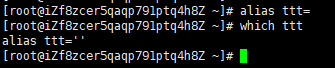 [root@iZf8zcer5qaqp791ptq4h8Z ~]# alias ttt=
[root@iZf8zcer5qaqp791ptq4h8Z ~]# which ttt
alias ttt=''
[root@iZf8zcer5qaqp791ptq4h8Z ~]#